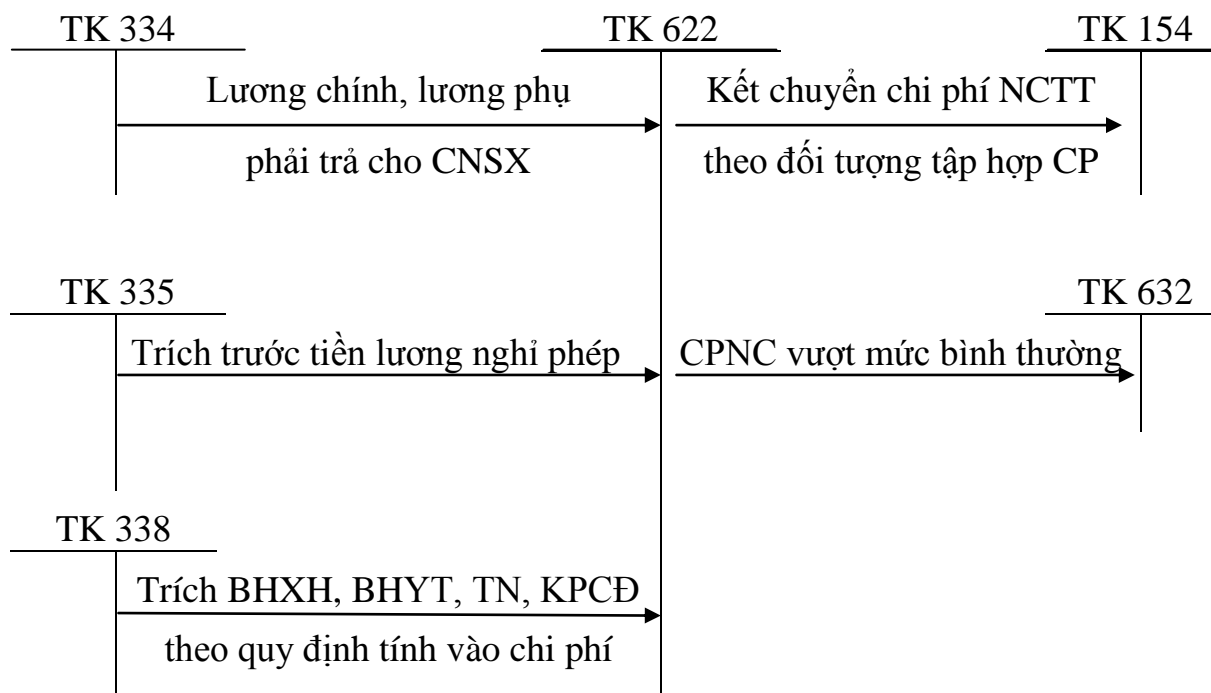 TK 334
TK 622
TK 154
Lương chính, lương phụ
phải trả cho CNSX
Kết chuyển chi phí NCTT
theo đối tượng tập hợp CP
TK 335
TK 632
Trích trước tiền lương nghỉ phép
CPNC vượt mức bình thường
TK 338
Trích BHXH, BHYT, TN, KPCĐ
theo quy định tính vào chi phí